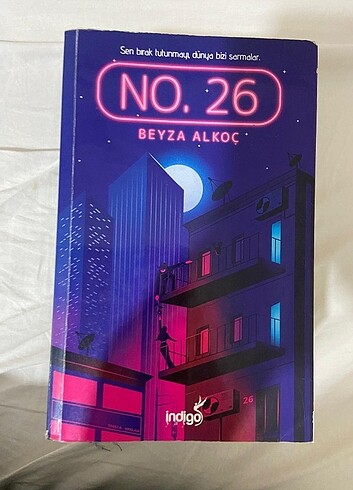 Sen bırak tutunmayı, dünya bizi sarmalar.
NO. 26
BEYZA ALKOÇ
26
indigo